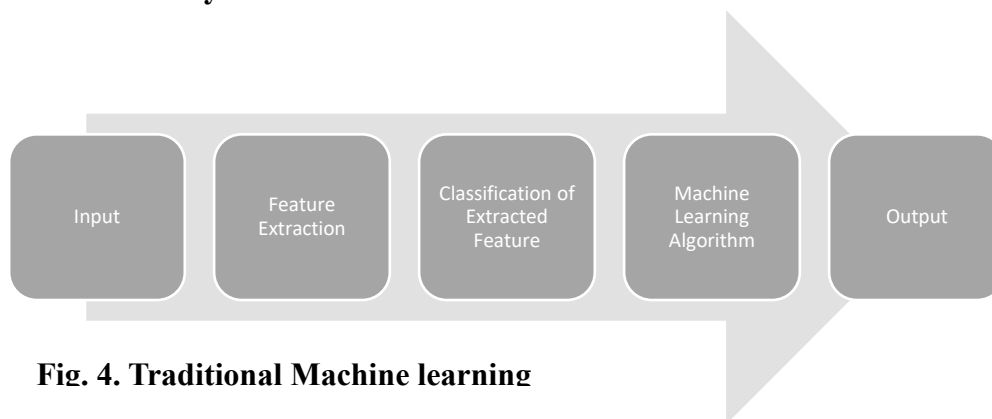 Input
Feature
Extraction
Classification of
Extracted
Feature
Machine
Learning
Algorithm
Output
Fig. 4. Traditional Machine learning